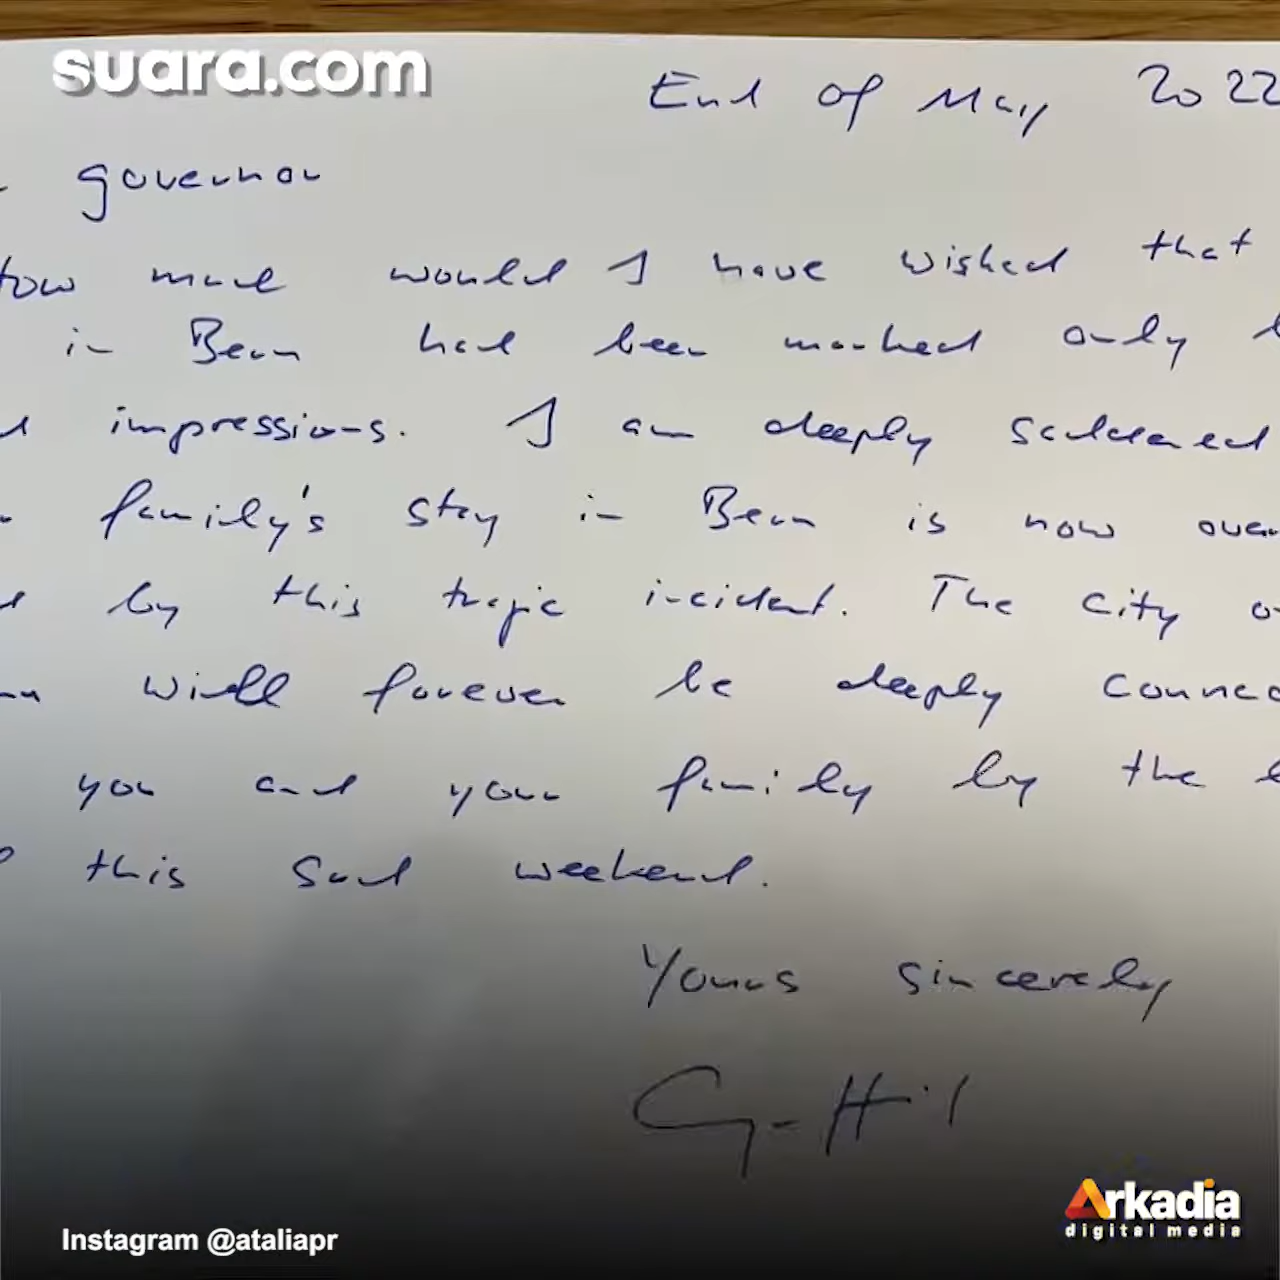 suara.com
End of May 2022
governor
How much would I have wished that
in Bern had been marked only
impressions. I am deeply saddened
family's stay in Bern is now over
by this tragic incident. The city
will forever be deeply connec
you and your family by the
this sad weekend.
Yours sincerely
Arkadia
digital media
Instagram @ataliapr